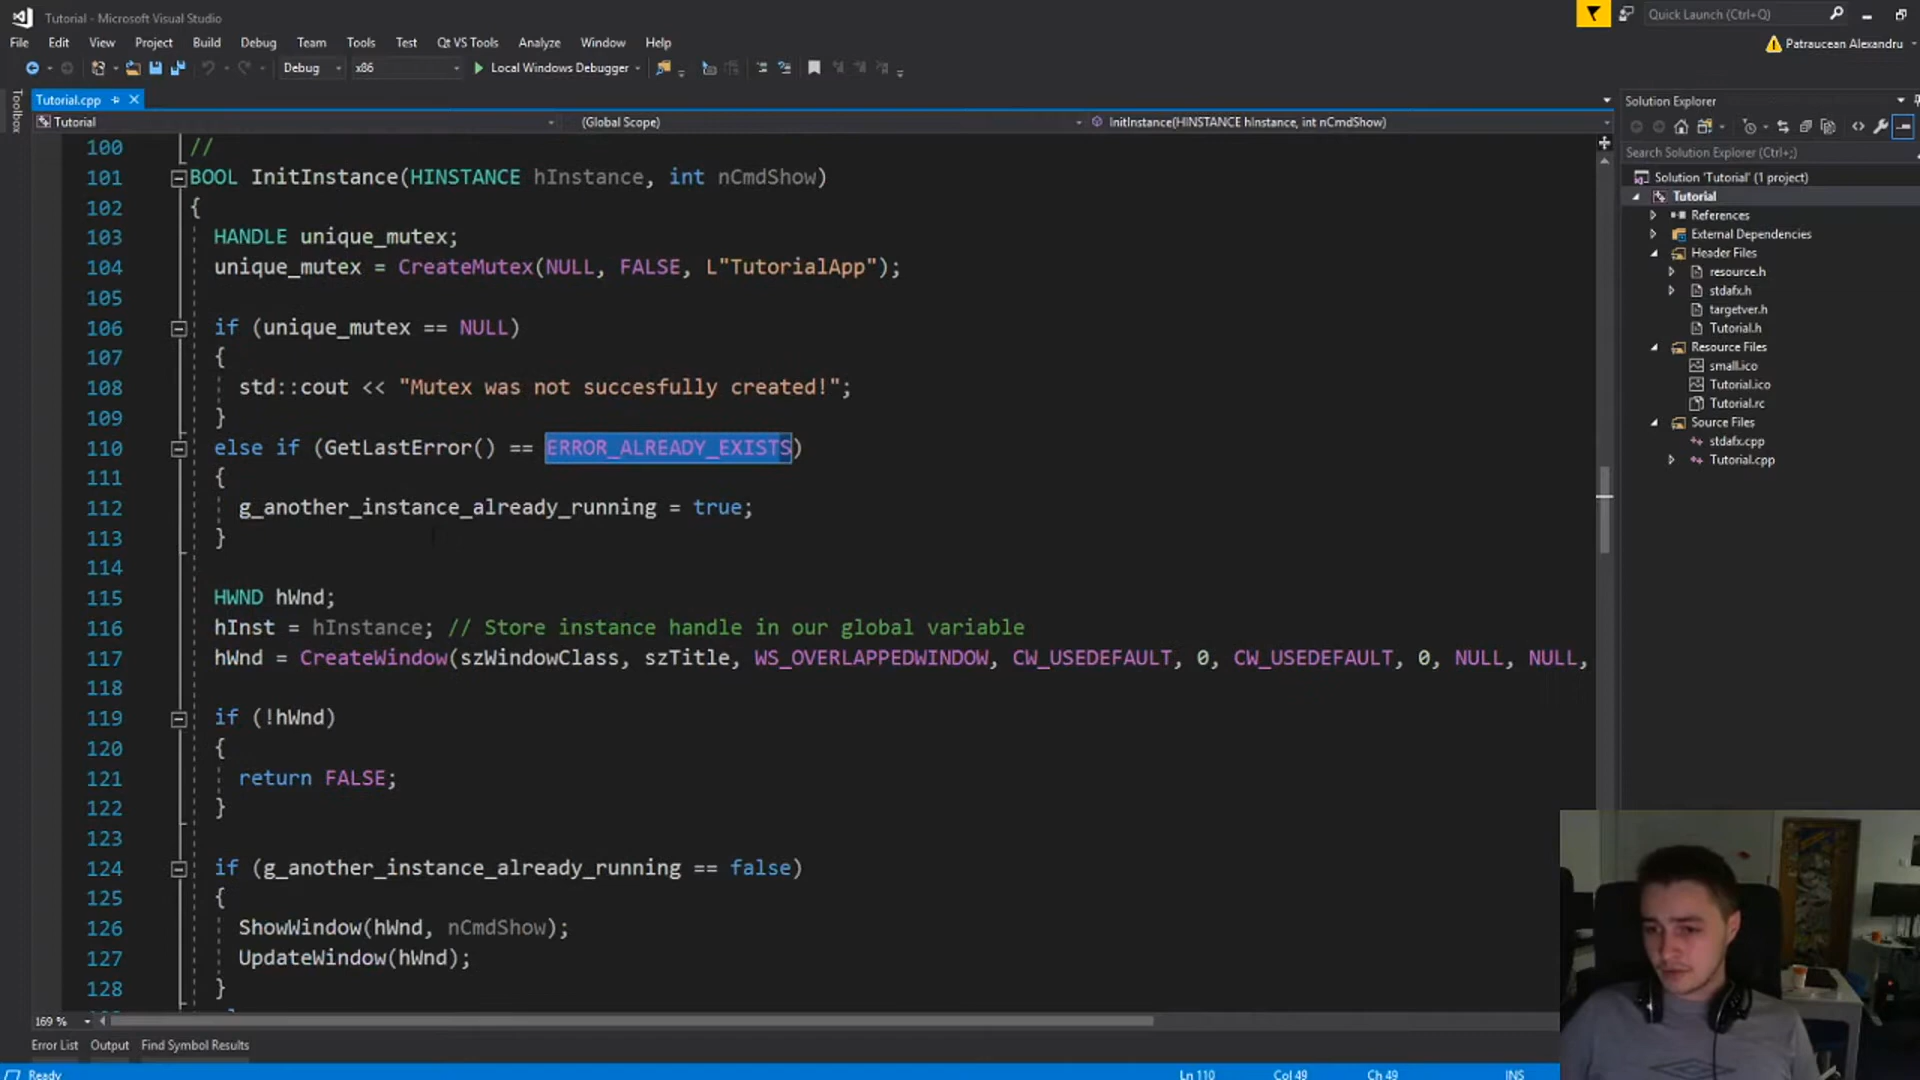 Tutorial - Microsoft Visual Studio
Quick Launch (Ctrl+Q)
File Edit View Project Build Debug Team Tools Test Qt VS Tools Analyze Window Help
Patraucean Alexandru
Debug x86 Local Windows Debugger
Toolbox
Tutorial.cpp
Solution Explorer
Tutorial (Global Scope) InitInstance(HINSTANCE hInstance, int nCmdShow)
Search Solution Explorer (Ctrl+;)
Solution 'Tutorial' (1 project)
Tutorial
References
External Dependencies
Header Files
resource.h
stdafx.h
targetver.h
Tutorial.h
Resource Files
small.ico
Tutorial.ico
Tutorial.rc
Source Files
stdafx.cpp
Tutorial.cpp
100 //
101 BOOL InitInstance(HINSTANCE hInstance, int nCmdShow)
102 {
103 HANDLE unique_mutex;
104 unique_mutex = CreateMutex(NULL, FALSE, L"TutorialApp");
105
106 if (unique_mutex == NULL)
107 {
108 std::cout << "Mutex was not succesfully created!";
109 }
110 else if (GetLastError() == ERROR_ALREADY_EXISTS)
111 {
112 g_another_instance_already_running = true;
113 }
114
115 HWND hWnd;
116 hInst = hInstance; // Store instance handle in our global variable
117 hWnd = CreateWindow(szWindowClass, szTitle, WS_OVERLAPPEDWINDOW, CW_USEDEFAULT, 0, CW_USEDEFAULT, 0, NULL, NULL,
118
119 if (!hWnd)
120 {
121 return FALSE;
122 }
123
124 if (g_another_instance_already_running == false)
125 {
126 ShowWindow(hWnd, nCmdShow);
127 UpdateWindow(hWnd);
128 }
169 %
Error List Output Find Symbol Results
Ready Ln 110 Col 49 Ch 49 INS